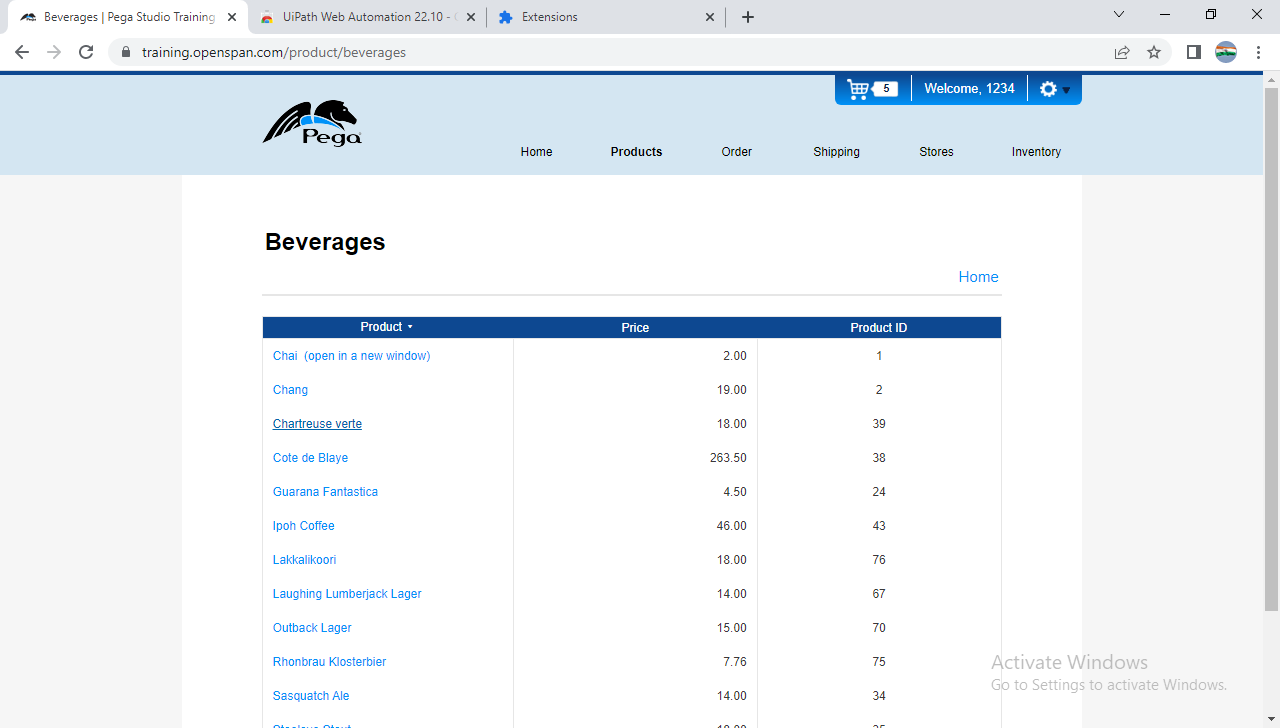 Beverages | Pega Studio Training
UiPath Web Automation 22.10 -
Extensions
training.openspan.com/product/beverages
5
Welcome, 1234
Pega
Home
Products
Order
Shipping
Stores
Inventory
Beverages
Home
Product Price Product ID
Chai (open in a new window) 2.00 1
Chang 19.00 2
Chartreuse verte 18.00 39
Cote de Blaye 263.50 38
Guarana Fantastica 4.50 24
Ipoh Coffee 46.00 43
Lakkalikoori 18.00 76
Laughing Lumberjack Lager 14.00 67
Outback Lager 15.00 70
Rhonbrau Klosterbier 7.76 75
Sasquatch Ale 14.00 34
Activate Windows
Go to Settings to activate Windows.